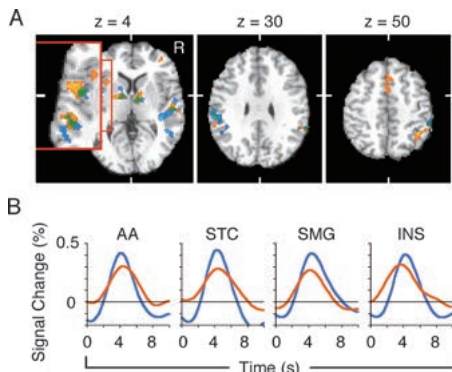 A
z = 4 z = 30 z = 50
R
B
AA STC SMG INS
Signal Change (%)
0.5
0
0 4 8 0 4 8 0 4 8 0 4 8
Time (s)